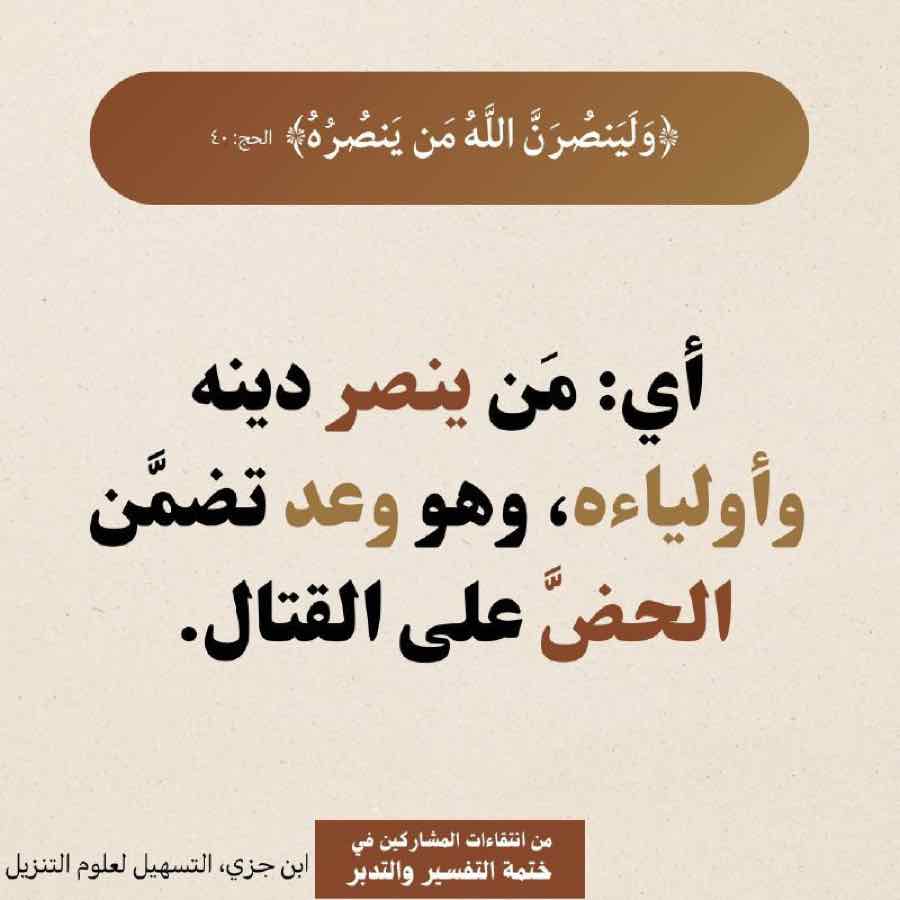 ﴿وَلَيَنصُرَنَّ اللَّهُ مَن يَنصُرُهُ﴾ الحج: ٤٠
أي: مَن ينصر دينه
وأولياءه، وهو وعد تضمَّن
الحضَّ على القتال.
من انتقاءات المشاركين في
ختمة التفسير والتدبر
ابن جزي، التسهيل لعلوم التنزيل